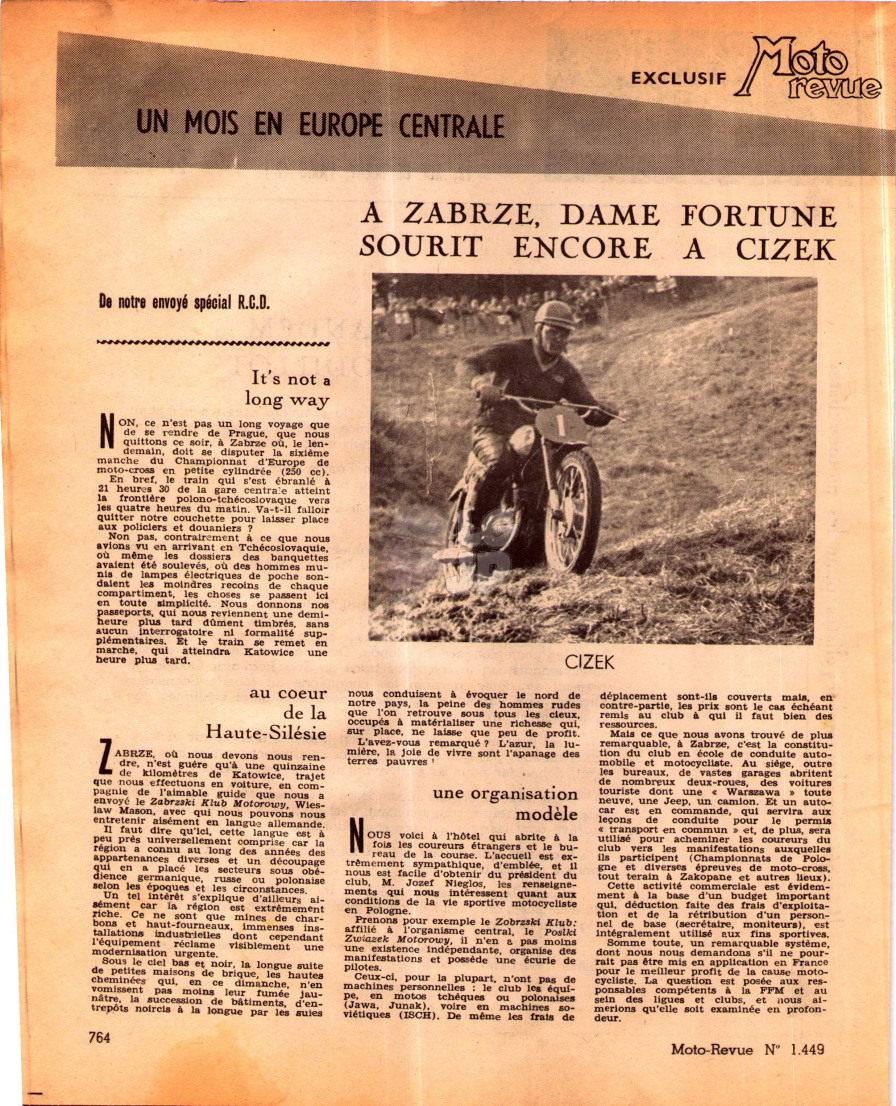 EXCLUSIF Moto revue
UN MOIS EN EUROPE CENTRALE
A ZABRZE, DAME FORTUNE
SOURIT ENCORE A CIZEK
De notre envoyé spécial R.C.D.
It's not a
long way
NON, ce n'est pas un long voyage que
de se rendre de Prague, que nous
quittons ce soir, à Zabrze où, le len-
demain, doit se disputer la sixième
manche du Championnat d'Europe de
moto-cross en petite cylindrée (250 cc).
En bref, le train qui s'est ébranlé à
21 heures 30 de la gare centrale atteint
la frontière polono-tchécoslovaque vers
les quatre heures du matin. Va-t-il falloir
quitter notre couchette pour laisser place
aux policiers et douaniers ?
Non pas, contrairement à ce que nous
avions vu en arrivant en Tchécoslovaquie,
où même les dossiers des banquettes
avaient été soulevés, où des hommes mu-
nis de lampes électriques de poche son-
daient les moindres recoins de chaque
compartiment, les choses se passent ici
en toute simplicité. Nous donnons nos
passeports, qui nous reviennent une demi-
heure plus tard dûment timbrés, sans
aucun interrogatoire ni formalité sup-
plémentaires. Et le train se remet en
marche, qui atteindra Katowice une
heure plus tard.
1
CIZEK
au coeur
de la
Haute-Silésie
ZABRZE, où nous devons nous ren-
dre, n'est guère qu'à une quinzaine
de kilomètres de Katowice, trajet
que nous effectuons en voiture, en com-
pagnie de l'aimable guide que nous a
envoyé le Zabrzski Klub Motorowy, Wies-
law Mason, avec qui nous pouvons nous
entretenir aisément en langue allemande.
Il faut dire qu'ici, cette langue est à
peu près universellement comprise car la
région a connu au long des années des
appartenances diverses et un découpage
qui en a placé les secteurs sous obé-
dience germanique, russe ou polonaise
selon les époques et les circonstances.
Un tel intérêt s'explique d'ailleurs ai-
sément car la région est extrêmement
riche. Ce ne sont que mines de char-
bons et haut-fourneaux, immenses ins-
tallations industrielles dont cependant
l'équipement réclame visiblement une
modernisation urgente.
Sous le ciel bas et noir, la longue suite
de petites maisons de brique, les hautes
cheminées qui, en ce dimanche, n'en
vomissent pas moins leur fumée jau-
nâtre, la succession de bâtiments, d'en-
trepôts noircis à la longue par les suies
nous conduisent à évoquer le nord de
notre pays, la peine des hommes rudes
que l'on retrouve sous tous les cieux,
occupés à matérialiser une richesse qui,
sur place, ne laisse que peu de profit.
L'avez-vous remarqué ? L'azur, la lu-
mière, la joie de vivre sont l'apanage des
terres pauvres !
une organisation
modèle
NOUS voici à l'hôtel qui abrite à la
fois les coureurs étrangers et le bu-
reau de la course. L'accueil est ex-
trêmement sympathique, d'emblée, et il
nous est facile d'obtenir du président du
club, M. Jozef Nieglos, les renseigne-
ments qui nous intéressent quant aux
conditions de la vie sportive motocycliste
en Pologne.
Prenons pour exemple le Zobrzski Klub :
affilié à l'organisme central, le Poslki
Zwiazek Motorowy, il n'en a pas moins
une existence indépendante, organise des
manifestations et possède une écurie de
pilotes.
Ceux-ci, pour la plupart, n'ont pas de
machines personnelles : le club les équi-
pe, en motos tchèques ou polonaises
(Jawa, Junak), voire en machines so-
viétiques (ISCH). De même les frais de
déplacement sont-ils couverts mais, en
contre-partie, les prix sont le cas échéant
remis au club à qui il faut bien des
ressources.
Mais ce que nous avons trouvé de plus
remarquable, à Zabrze, c'est la constitu-
tion du club en école de conduite auto-
mobile et motocycliste. Au siège, outre
les bureaux, de vastes garages abritent
de nombreux deux-roues, des voitures
touriste dont une « Warszawa » toute
neuve, une Jeep, un camion. Et un auto-
car est en commande, qui servira aux
leçons de conduite pour le permis
« transport en commun » et, de plus, sera
utilisé pour acheminer les coureurs du
club vers les manifestations auxquelles
ils participent (Championnats de Polo-
gne et diverses épreuves de moto-cross,
tout terrain à Zakopane et autres lieux).
Cette activité commerciale est évidem-
ment à la base d'un budget important
qui, déduction faite des frais d'exploita-
tion et de la rétribution d'un person-
nel de base (secrétaire, moniteurs), est
intégralement utilisé aux fins sportives.
Somme toute, un remarquable système,
dont nous nous demandons s'il ne pour-
rait pas être mis en application en France
pour le meilleur profit de la cause moto-
cycliste. La question est posée aux res-
ponsables compétents à la FFM et au
sein des ligues et clubs, et nous ai-
merions qu'elle soit examinée en profon-
deur.
764
Moto-Revue N° 1.449